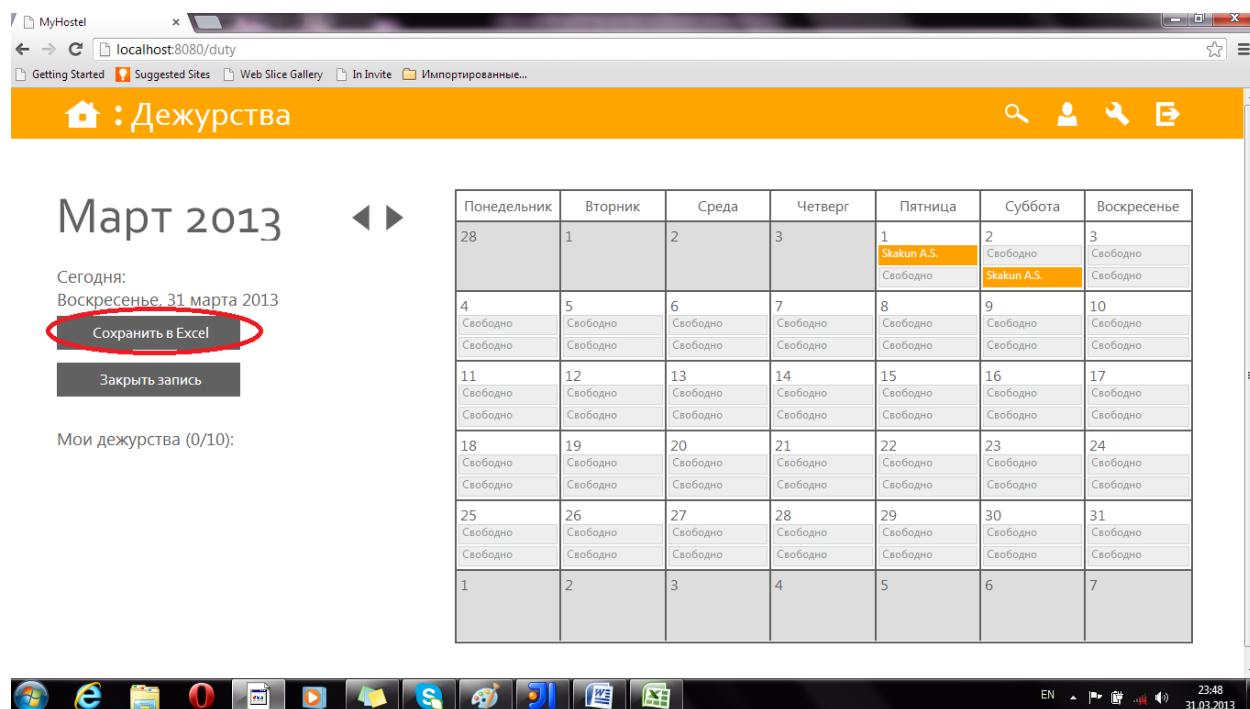 MyHostel
localhost:8080/duty
Getting Started Suggested Sites Web Slice Gallery In Invite Импортированные...
: Дежурства
Март 2013
Сегодня:
Воскресенье, 31 марта 2013
Сохранить в Excel
Закрыть запись
Мои дежурства (0/10):
Понедельник Вторник Среда Четверг Пятница Суббота Воскресенье
28 1 2 3 1 2 3
Skakun A.S. Свободно Свободно
Свободно Skakun A.S. Свободно
4 5 6 7 8 9 10
Свободно Свободно Свободно Свободно Свободно Свободно Свободно
Свободно Свободно Свободно Свободно Свободно Свободно Свободно
11 12 13 14 15 16 17
Свободно Свободно Свободно Свободно Свободно Свободно Свободно
Свободно Свободно Свободно Свободно Свободно Свободно Свободно
18 19 20 21 22 23 24
Свободно Свободно Свободно Свободно Свободно Свободно Свободно
Свободно Свободно Свободно Свободно Свободно Свободно Свободно
25 26 27 28 29 30 31
Свободно Свободно Свободно Свободно Свободно Свободно Свободно
Свободно Свободно Свободно Свободно Свободно Свободно Свободно
1 2 3 4 5 6 7
EN 23:48
31.03.2013